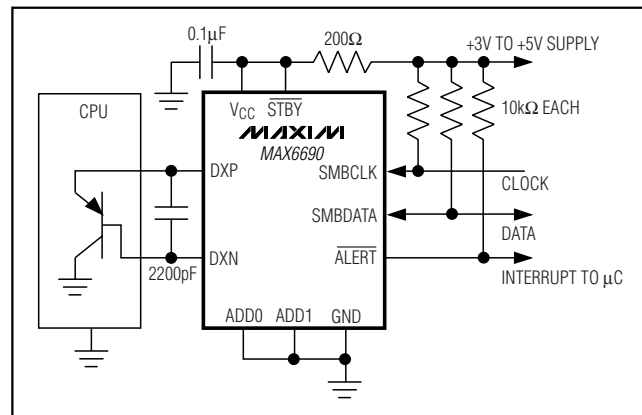 0.1µF
200Ω
+3V TO +5V SUPPLY
CPU
VCC
STBY
10kΩ EACH
MAXIM
MAX6690
DXP
SMBCLK
CLOCK
SMBDATA
DATA
DXN
2200pF
ALERT
INTERRUPT TO µC
ADD0 ADD1 GND